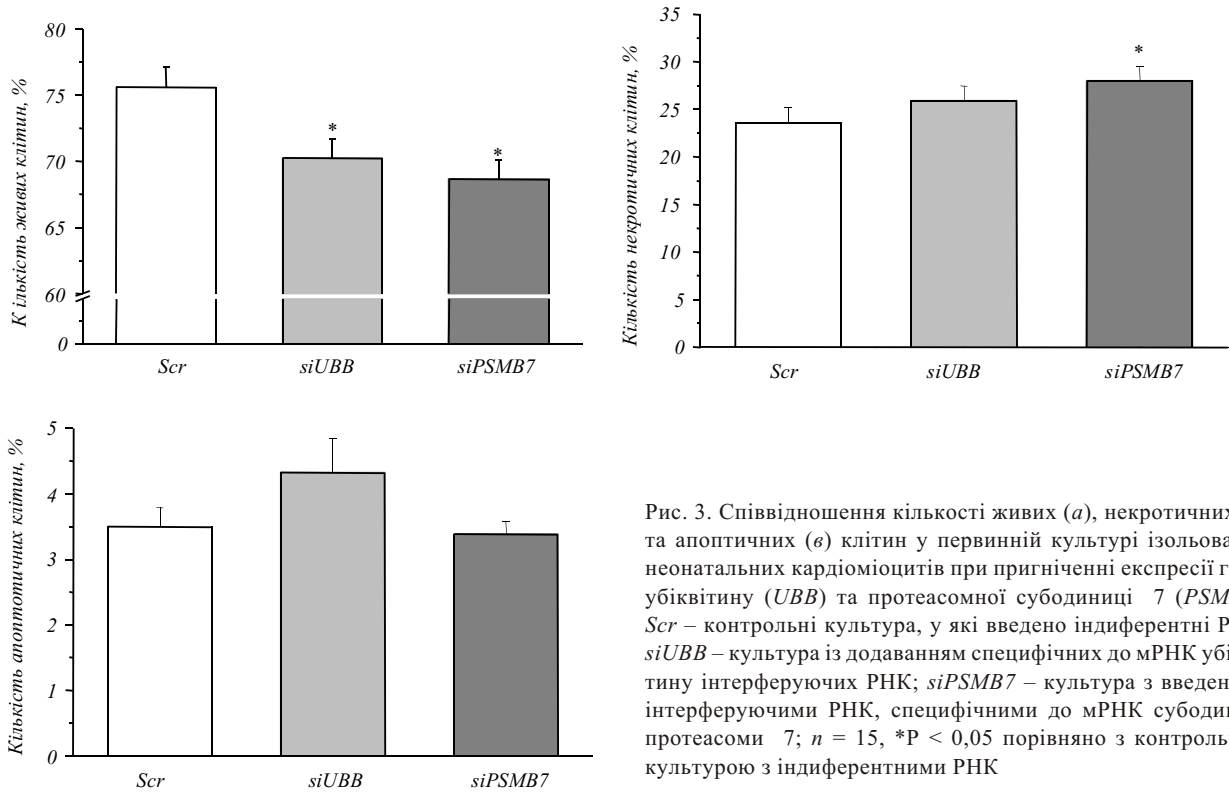 80
75
70
65
60
0
К ількість живих клітин, %
*
*
Scr
siUBB
siPSMB7
35
30
25
20
15
10
5
0
Кількість некротичних клітин, %
*
Scr
siUBB
siPSMB7
5
4
3
2
1
0
Кількість апоптотичних клітин, %
Scr
siUBB
siPSMB7
Рис. 3. Співвідношення кількості живих (а), некротичних
та апоптичних (в) клітин у первинній культурі ізольова
неонатальних кардіоміоцитів при пригніченні експресії г
убіквітину (UBB) та протеасомної субодиниці 7 (PSM
Scr – контрольні культура, у які введено індиферентні Р
siUBB – культура із додаванням специфічних до мРНК убі
тину інтерферуючих РНК; siPSMB7 – культура з введен
інтерферуючими РНК, специфічними до мРНК субоди
протеасоми 7; n = 15, *P < 0,05 порівняно з контроль
культурою з індиферентними РНК